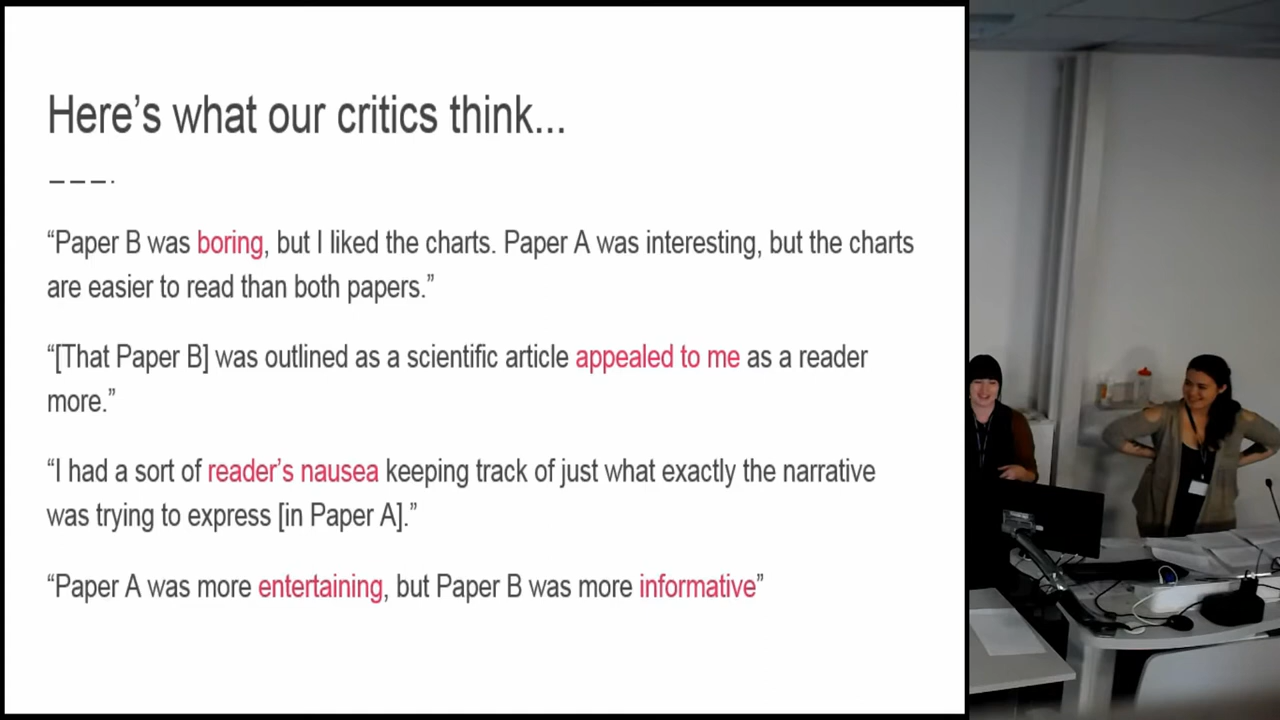 Here’s what our critics think...
“Paper B was boring, but I liked the charts. Paper A was interesting, but the charts
are easier to read than both papers.”
“[That Paper B] was outlined as a scientific article appealed to me as a reader
more.”
“I had a sort of reader’s nausea keeping track of just what exactly the narrative
was trying to express [in Paper A].”
“Paper A was more entertaining, but Paper B was more informative”